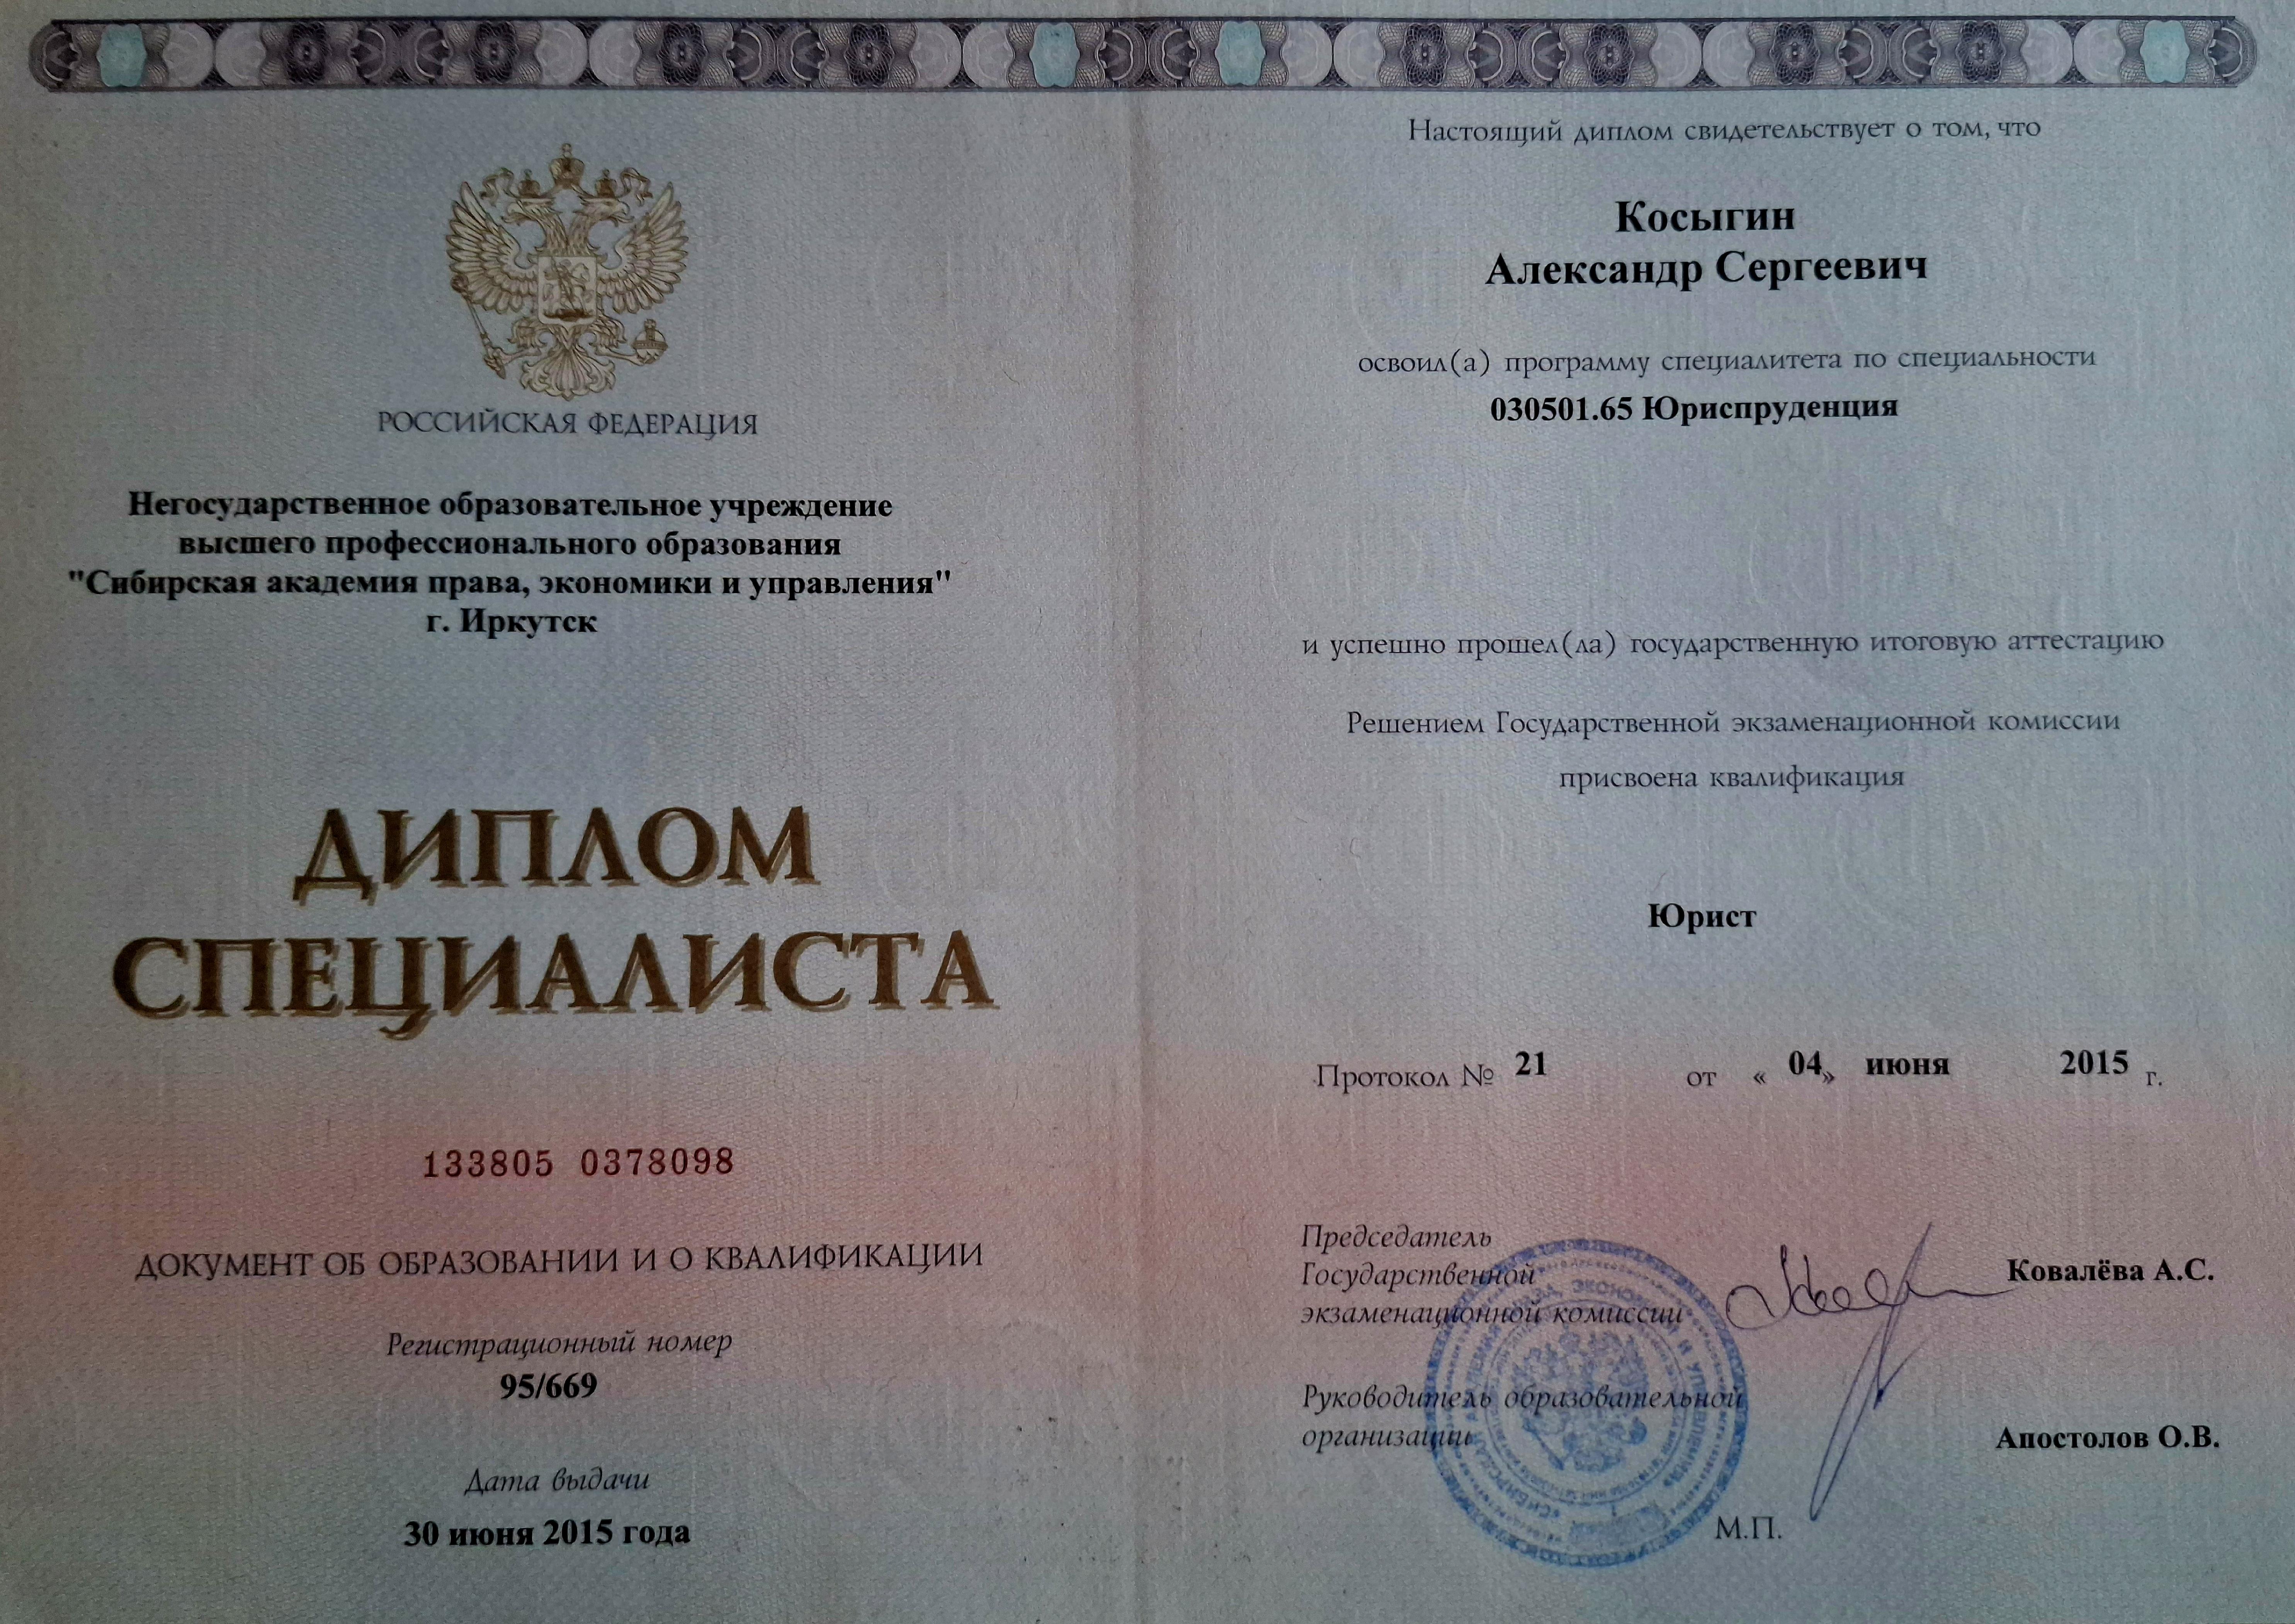 РОССИЙСКАЯ ФЕДЕРАЦИЯ
Негосударственное образовательное учреждение
высшего профессионального образования
"Сибирская академия права, экономики и управления"
г. Иркутск
ДИПЛОМ
СПЕЦИАЛИСТА
133805 0378098
ДОКУМЕНТ ОБ ОБРАЗОВАНИИ И О КВАЛИФИКАЦИИ
Регистрационный номер
95/669
Дата выдачи
30 июня 2015 года
Настоящий диплом свидетельствует о том, что
Косыгин
Александр Сергеевич
освоил(а) программу специалитета по специальности
030501.65 Юриспруденция
и успешно прошел(ла) государственную итоговую аттестацию
Решением Государственной экзаменационной комиссии
присвоена квалификация
Юрист
Протокол № 21 от « 04 » июня 2015 г.
Председатель
Государственной
экзаменационной комиссии
Ковалёва А.С.
Руководитель образовательной
организации
Апостолов О.В.
М.П.
ЭКОНОМИКИ И УПРАВЛЕНИЯ